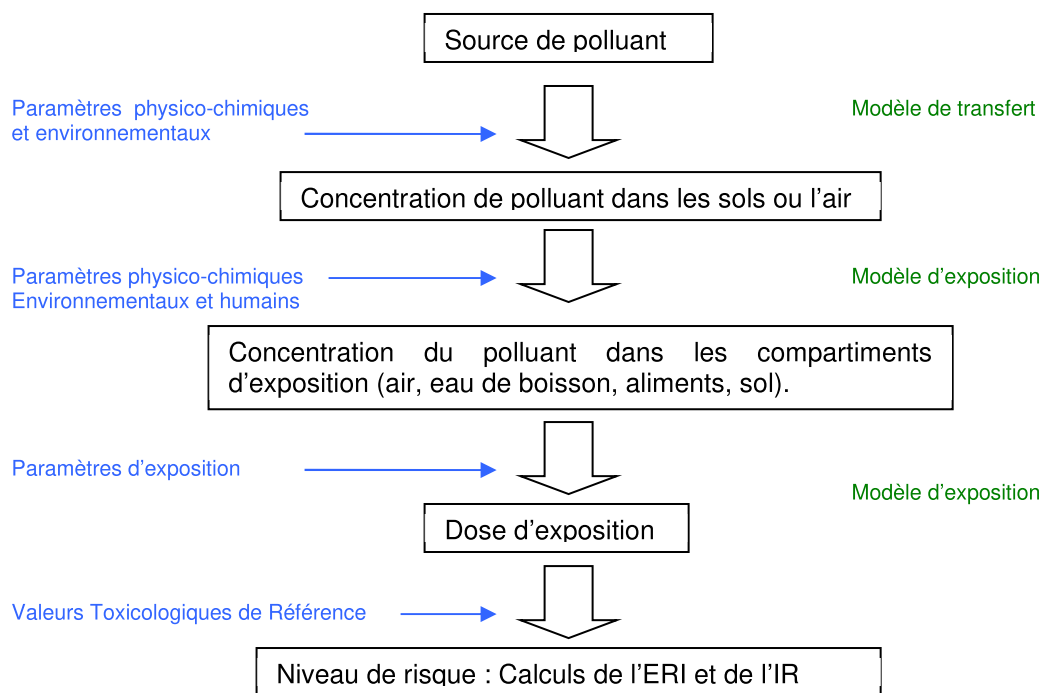 Source de polluant
Paramètres physico-chimiques
et environnementaux
Modèle de transfert
Concentration de polluant dans les sols ou l'air
Paramètres physico-chimiques
Environnementaux et humains
Modèle d'exposition
Concentration du polluant dans les compartiments
d'exposition (air, eau de boisson, aliments, sol).
Paramètres d'exposition
Modèle d'exposition
Dose d'exposition
Valeurs Toxicologiques de Référence
Niveau de risque : Calculs de l'ERI et de l'IR